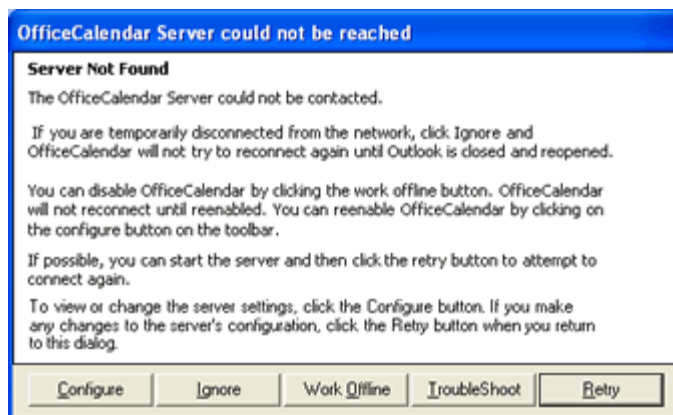 OfficeCalendar Server could not be reached
Server Not Found
The OfficeCalendar Server could not be contacted.
If you are temporarily disconnected from the network, click Ignore and
OfficeCalendar will not try to reconnect again until Outlook is closed and reopened.
You can disable OfficeCalendar by clicking the work offline button. OfficeCalendar
will not reconnect until reenabled. You can reenable OfficeCalendar by clicking on
the configure button on the toolbar.
If possible, you can start the server and then click the retry button to attempt to
connect again.
To view or change the server settings, click the Configure button. If you make
any changes to the server's configuration, click the Retry button when you return
to this dialog.
Configure Ignore Work Offline TroubleShoot Retry